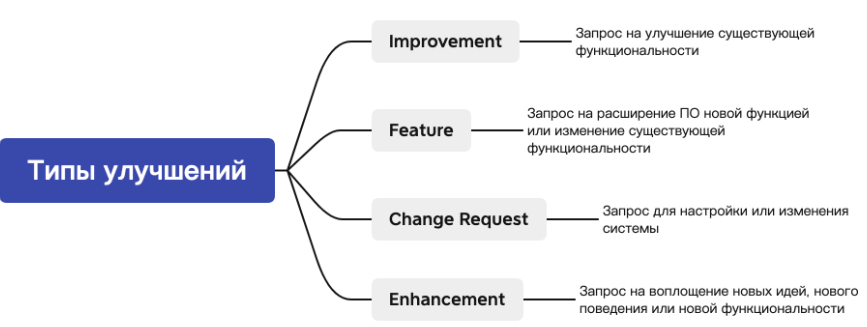 Типы улучшений
Improvement
Запрос на улучшение существующей
функциональности
Feature
Запрос на расширение ПО новой функцией
или изменение существующей
функциональности
Change Request
Запрос для настройки или изменения
системы
Enhancement
Запрос на воплощение новых идей, нового
поведения или новой функциональности